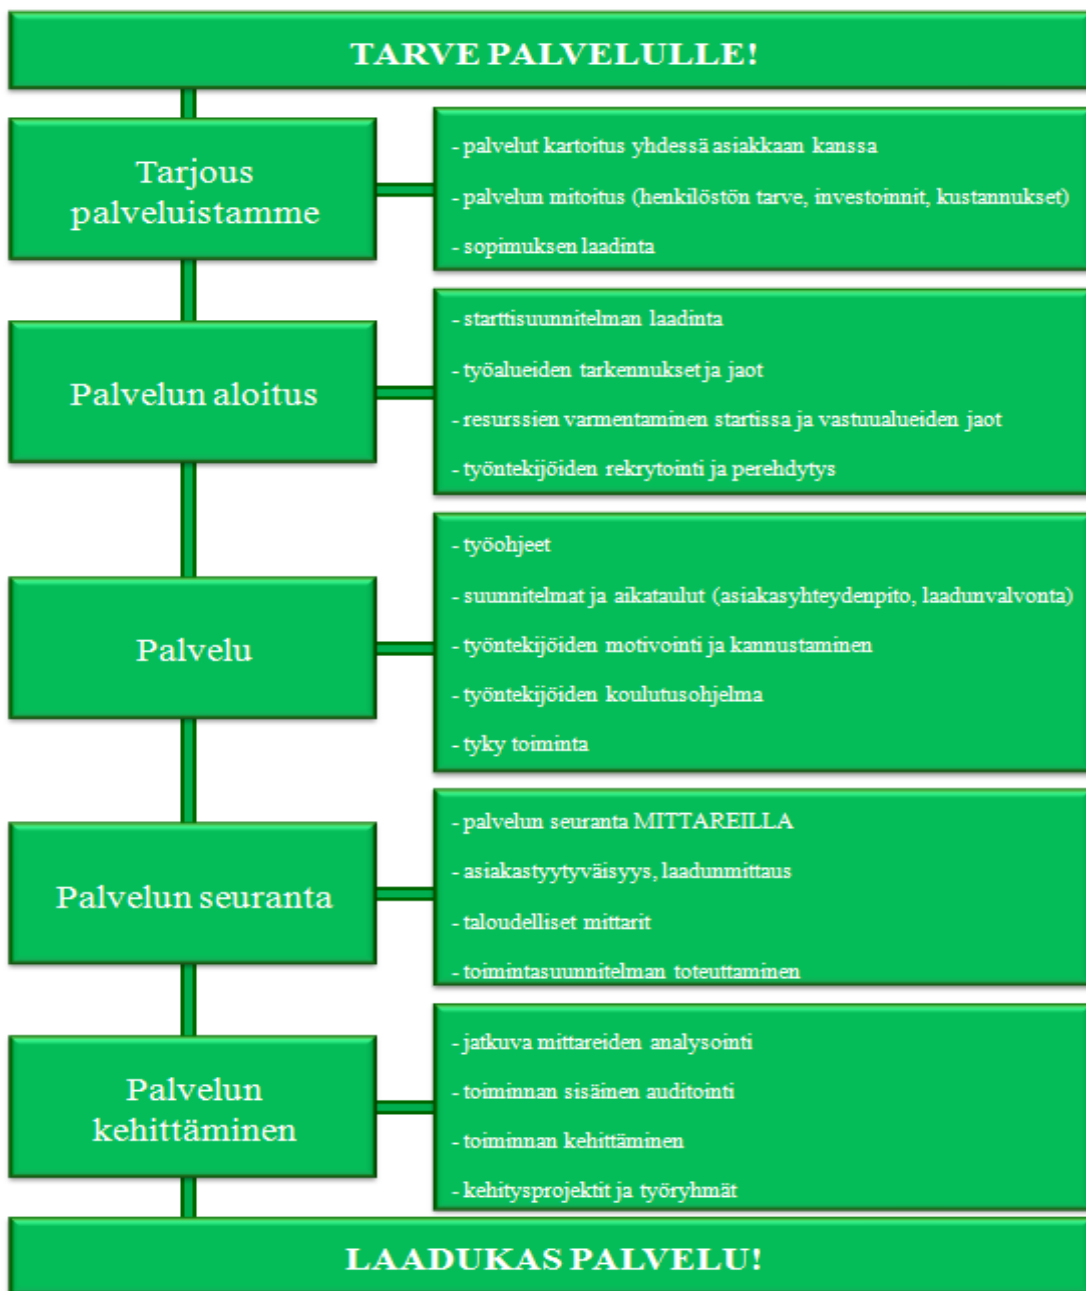 TARVE PALVELULLE!
Tarjous
palveluistamme
- palvelut kartoitus yhdessä asiakkaan kanssa
- palvelun mitoitus (henkilöstön tarve, investoinnit, kustannukset)
- sopimuksen laadinta
Palvelun aloitus
- starttisuunnitelman laadinta
- työalueiden tarkennukset ja jaot
- resurssien varmentaminen startissa ja vastuualueiden jaot
- työntekijöiden rekrytointi ja perehdytys
Palvelu
- työohjeet
- suunnitelmat ja aikataulut (asiakasyhteydenpito, laadunvalvonta)
- työntekijöiden motivointi ja kannustaminen
- työntekijöiden koulutusohjelma
- tyky toiminta
Palvelun seuranta
- palvelun seuranta MITTAREILLA
- asiakastyytyväisyys, laadunmittaus
- taloudelliset mittarit
- toimintasuunnitelman toteuttaminen
Palvelun
kehittäminen
- jatkuva mittareiden analysointi
- toiminnan sisäinen auditointi
- toiminnan kehittäminen
- kehitysprojektit ja työryhmät
LAADUKAS PALVELU!